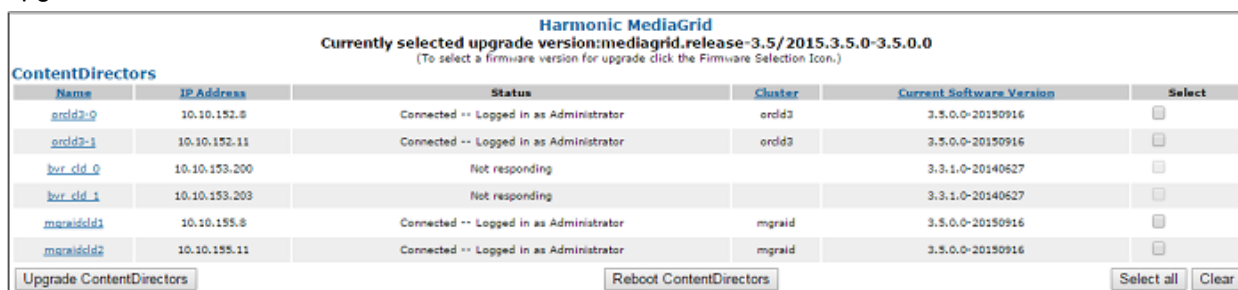 Harmonic MediaGrid
Currently selected upgrade version:mediagrid.release-3.5/2015.3.5.0-3.5.0.0
(To select a firmware version for upgrade click the Firmware Selection Icon.)
ContentDirectors
Name IP Address Status Cluster Current Software Version Select
orcld3-0 10.10.152.8 Connected -- Logged in as Administrator orcld3 3.5.0.0-20150916
orcld3-1 10.10.152.11 Connected -- Logged in as Administrator orcld3 3.5.0.0-20150916
bvr_cld_0 10.10.153.200 Not responding 3.3.1.0-20140627
bvr_cld_1 10.10.153.203 Not responding 3.3.1.0-20140627
mgraidcld1 10.10.155.8 Connected -- Logged in as Administrator mgraid 3.5.0.0-20150916
mgraidcld2 10.10.155.11 Connected -- Logged in as Administrator mgraid 3.5.0.0-20150916
Upgrade ContentDirectors Reboot ContentDirectors Select all Clear